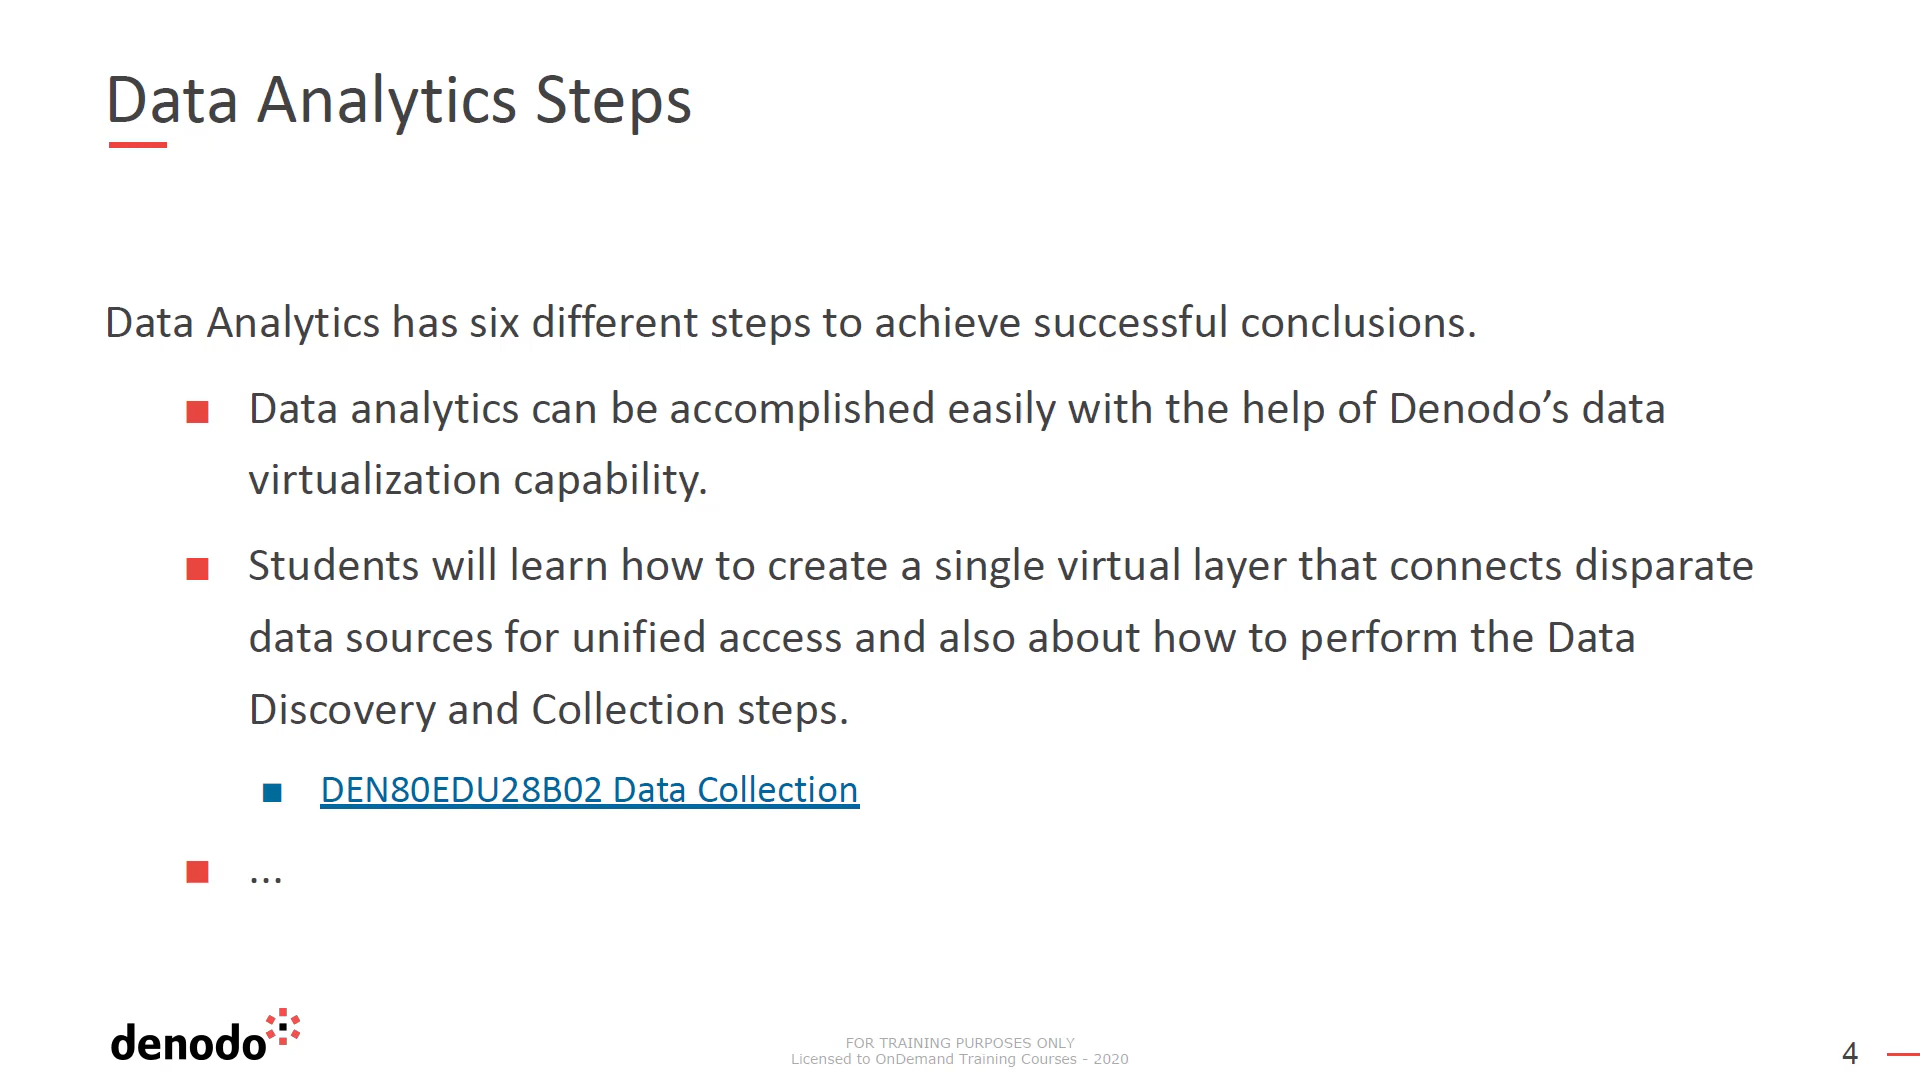 Data Analytics Steps
Data Analytics has six different steps to achieve successful conclusions.
■ Data analytics can be accomplished easily with the help of Denodo’s data
virtualization capability.
■ Students will learn how to create a single virtual layer that connects disparate
data sources for unified access and also about how to perform the Data
Discovery and Collection steps.
■ DEN80EDU28B02 Data Collection
■ ...
denodo
FOR TRAINING PURPOSES ONLY
Licensed to OnDemand Training Courses - 2020
4